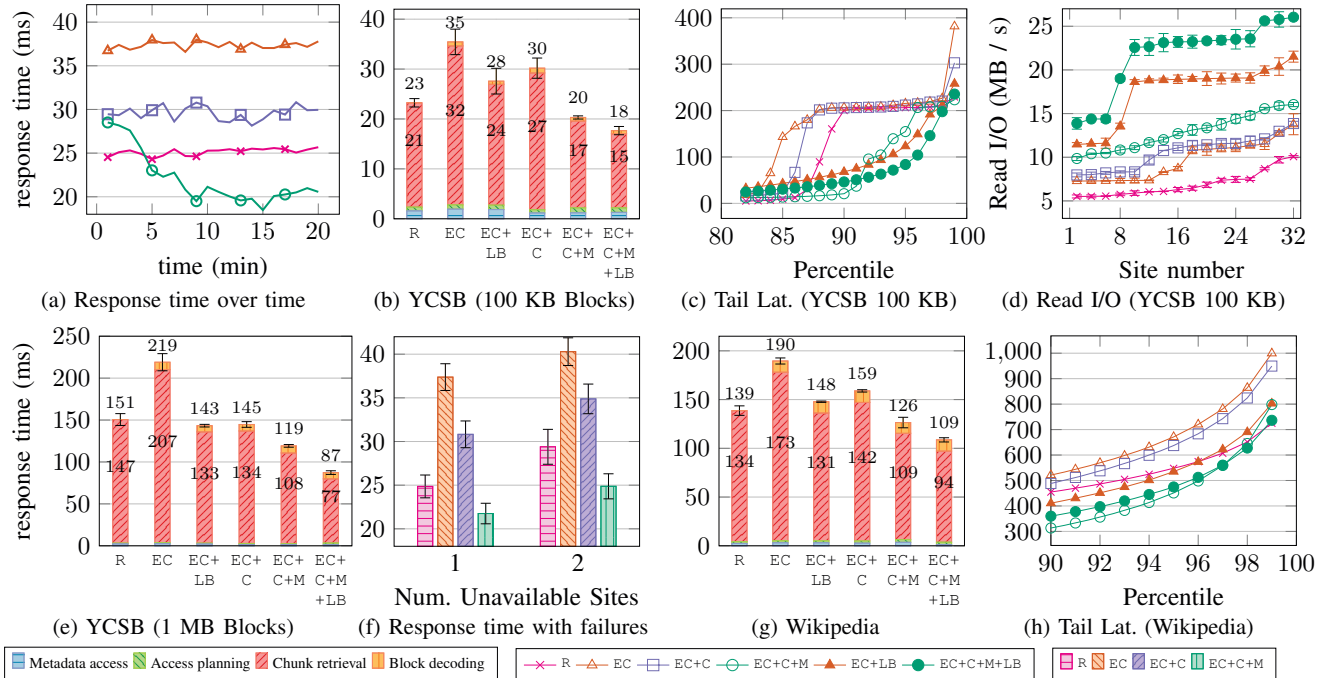 response time (ms)
40
35
30
25
20
0
5
10
15
20
time (min)
(a) Response time over time
40
30
20
10
0
23
35
28
30
20
18
21
32
24
27
17
15
R
EC
EC+
LB
EC+
C
EC+
C+M
EC+
C+M
+LB
(b) YCSB (100 KB Blocks)
400
300
200
100
0
80
85
90
95
100
Percentile
(c) Tail Lat. (YCSB 100 KB)
Read I/O (MB / s)
25
20
15
10
5
1
8
16
24
32
Site number
(d) Read I/O (YCSB 100 KB)
response time (ms)
250
200
150
100
50
0
151
219
143
145
119
87
147
207
133
134
108
77
R
EC
EC+
LB
EC+
C
EC+
C+M
EC+
C+M
+LB
(e) YCSB (1 MB Blocks)
40
35
30
25
20
1
2
Num. Unavailable Sites
(f) Response time with failures
200
150
100
50
0
139
190
148
159
126
109
134
173
131
142
109
94
R
EC
EC+
LB
EC+
C
EC+
C+M
EC+
C+M
+LB
(g) Wikipedia
1,000
900
800
700
600
500
400
300
90
92
94
96
98
100
Percentile
(h) Tail Lat. (Wikipedia)
Metadata access Access planning Chunk retrieval Block decoding
R EC EC+C EC+C+M EC+LB EC+C+M+LB
R EC EC+C EC+C+M